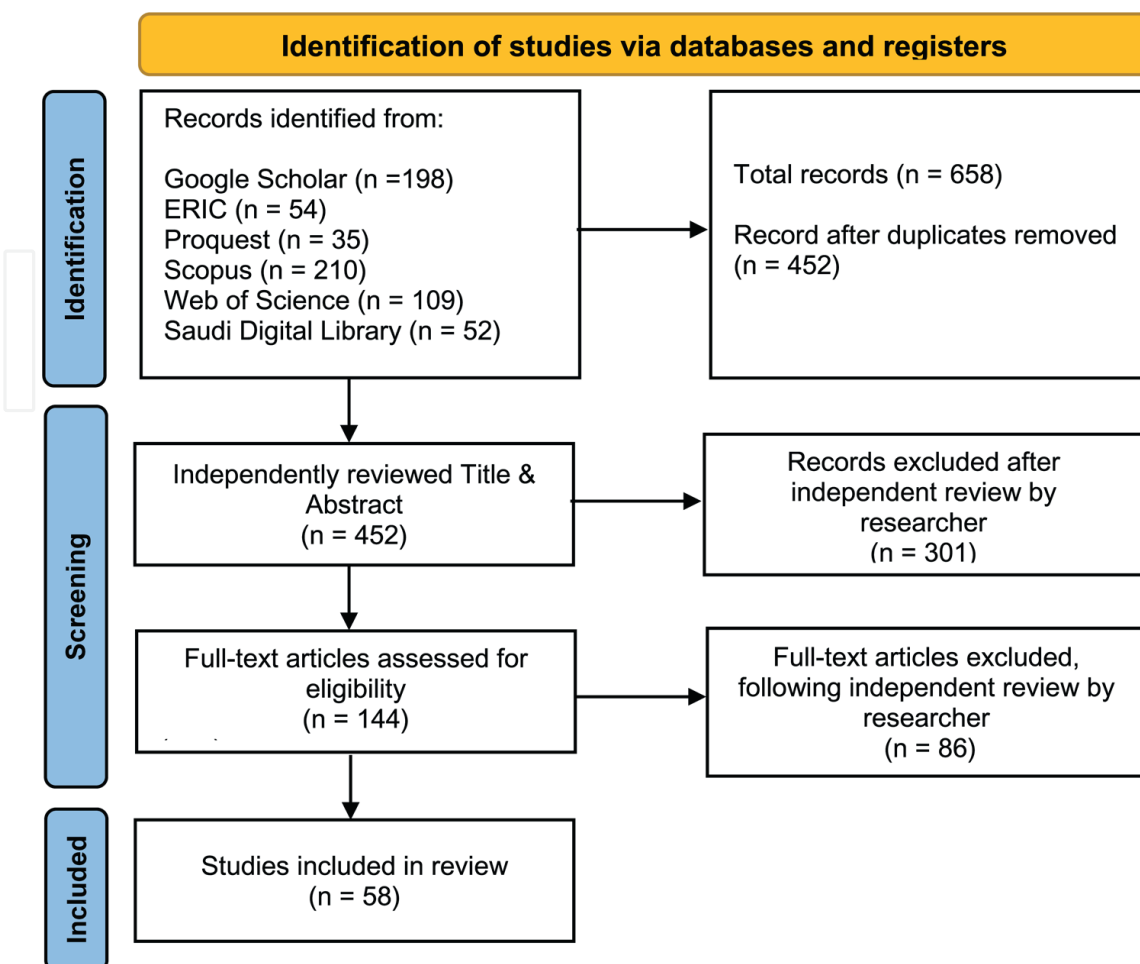 Identification of studies via databases and registers
Identification
Records identified from:
Google Scholar (n =198)
ERIC (n = 54)
Proquest (n = 35)
Scopus (n = 210)
Web of Science (n = 109)
Saudi Digital Library (n = 52)
Total records (n = 658)
Record after duplicates removed
(n = 452)
Screening
Independently reviewed Title &
Abstract
(n = 452)
Records excluded after
independent review by
researcher
(n = 301)
Full-text articles assessed for
eligibility
(n = 144)
Full-text articles excluded,
following independent review by
researcher
(n = 86)
Included
Studies included in review
(n = 58)